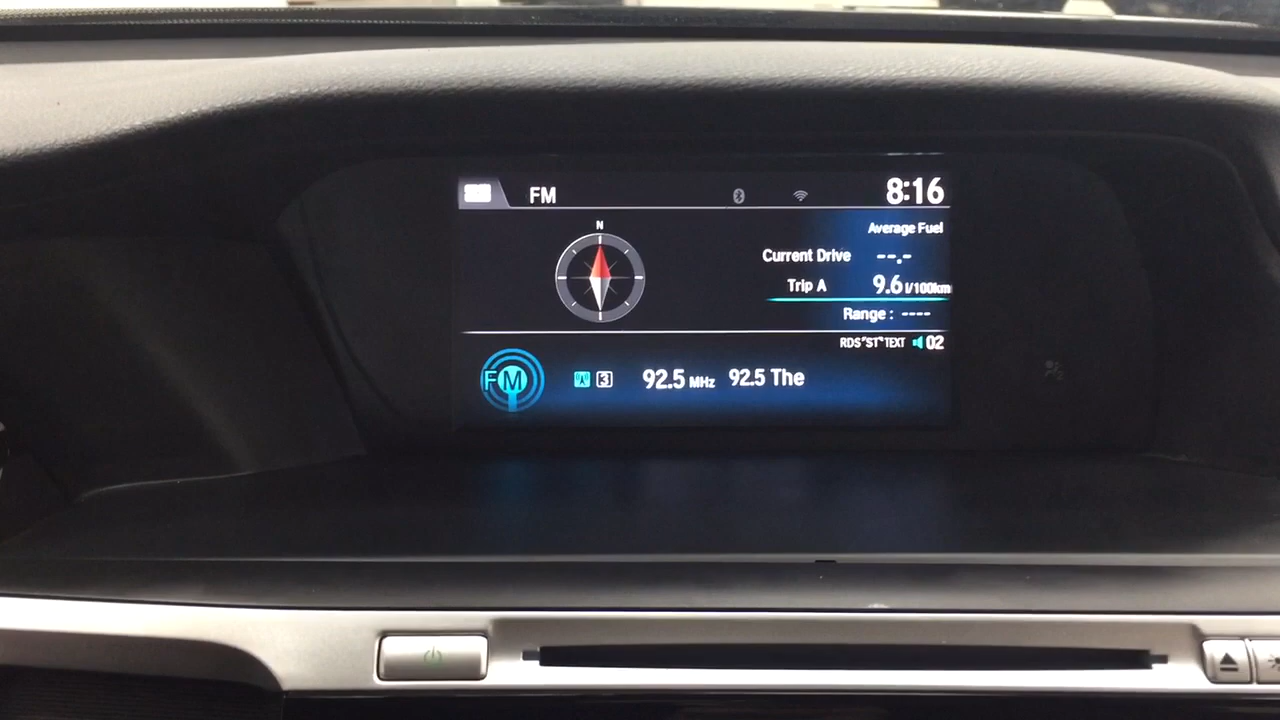 FM 8:16
N
Average Fuel
Current Drive --.-
Trip A 9.6 l/100km
Range : ----
RDS "ST" TEXT 02
FM 3 92.5 MHz 92.5 The